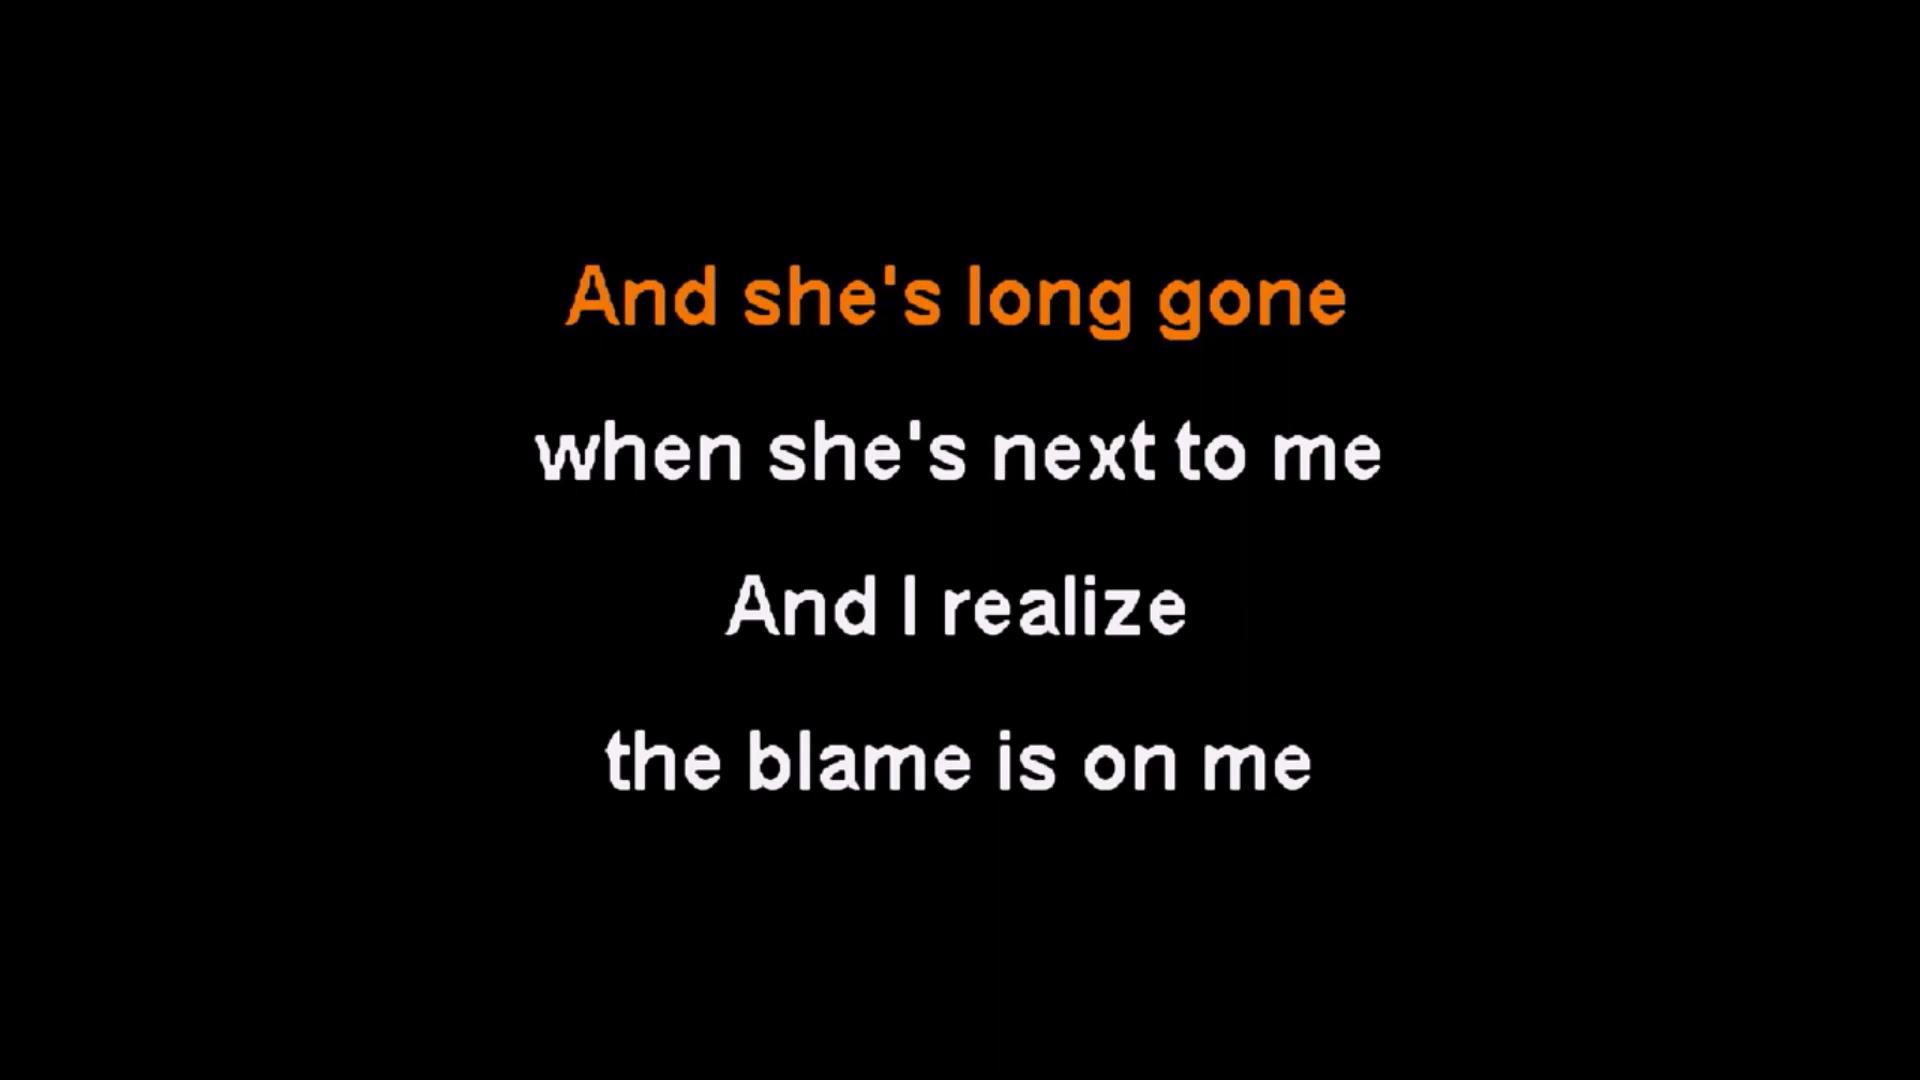 And she's long gone
when she's next to me
And I realize
the blame is on me